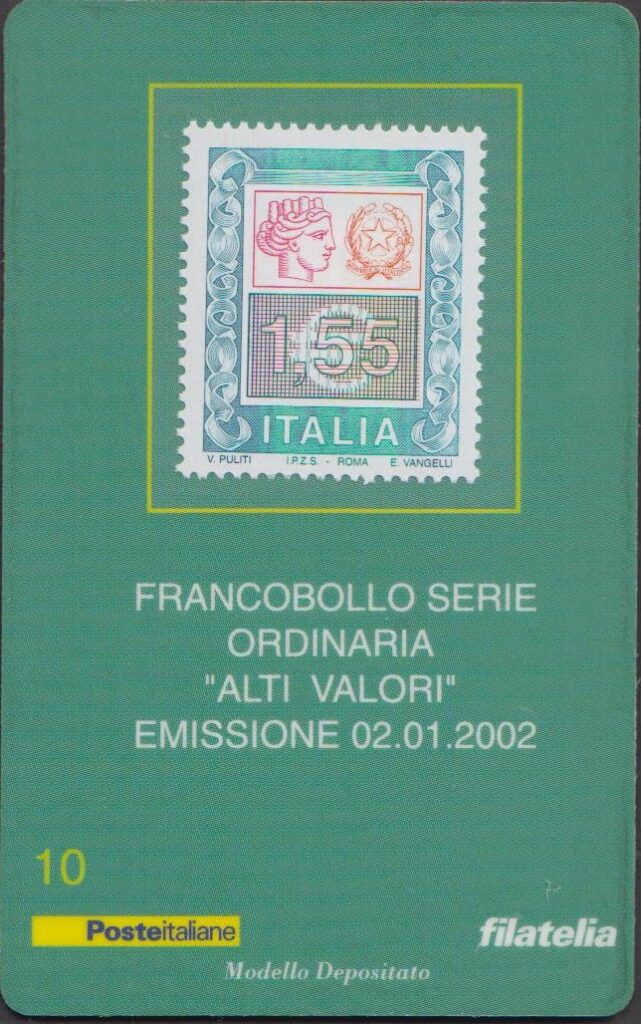 1,55
ITALIA
V. PULITI I.P.Z.S. - ROMA E. VANGELLI
FRANCOBOLLO SERIE
ORDINARIA
"ALTI VALORI"
EMISSIONE 02.01.2002
10
Posteitaliane
filatelia
Modello Depositato